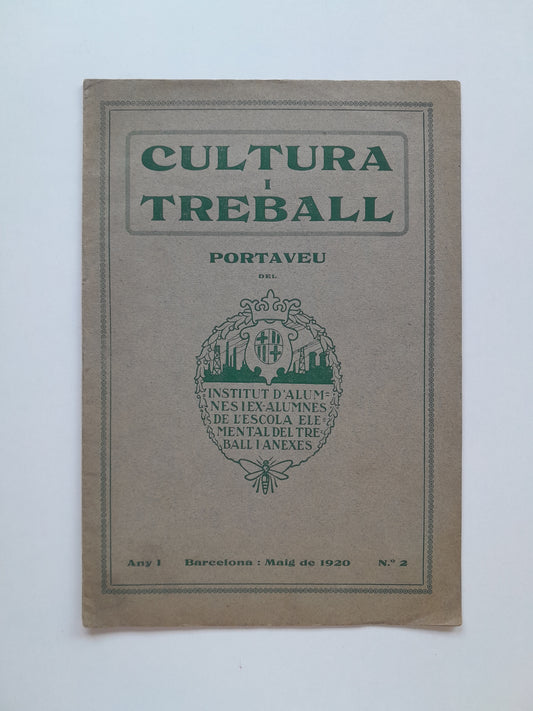 CULTURA
I
TREBALL
PORTAVEU
DEL
INSTITUT D'ALUM=
NES I EX-ALUMNES
DE L'ESCOLA ELE=
MENTAL DEL TRE=
BALL I ANEXES
Any I Barcelona : Maig de 1920 N.º 2